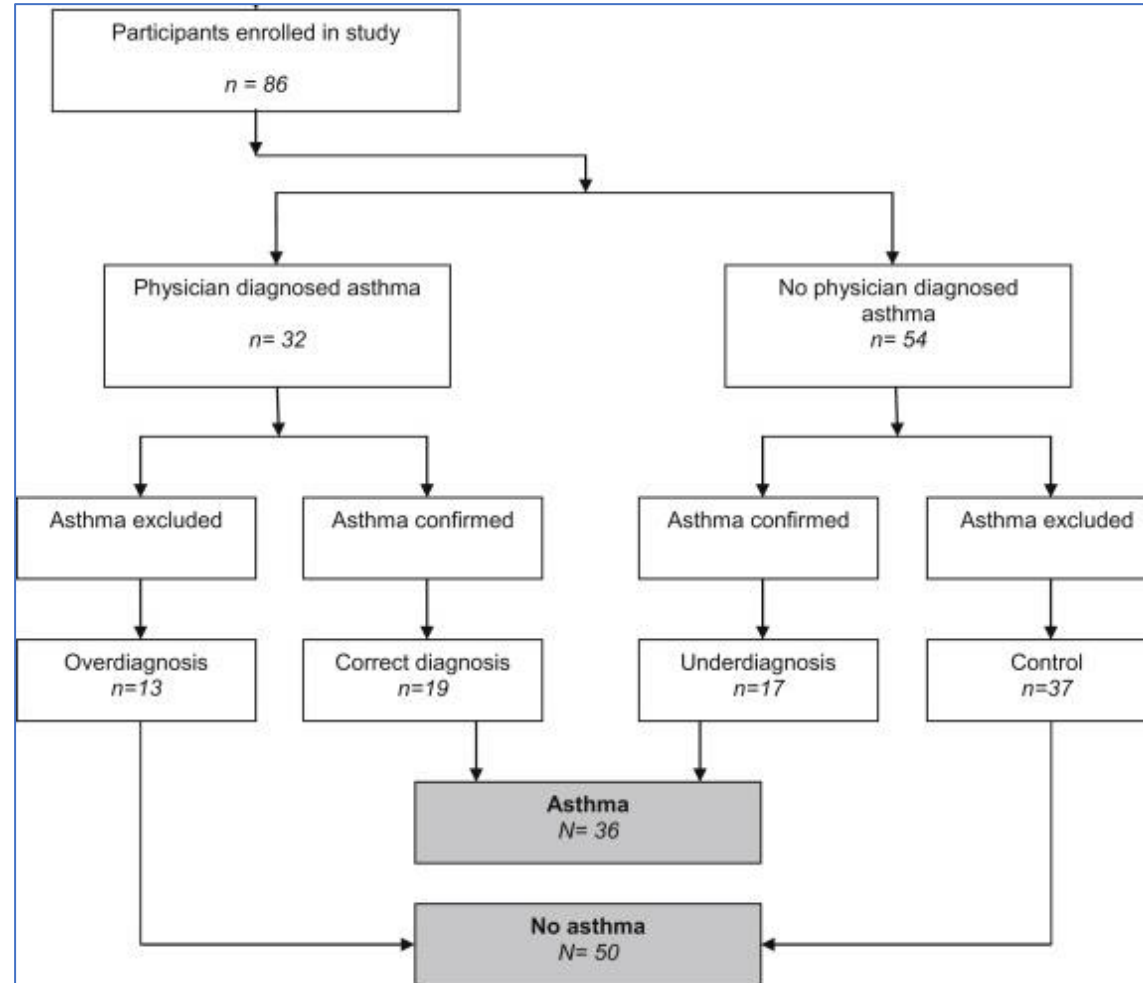 Participants enrolled in study
n = 86
Physician diagnosed asthma
n= 32
No physician diagnosed
asthma
n= 54
Asthma excluded
Asthma confirmed
Asthma confirmed
Asthma excluded
Overdiagnosis
n=13
Correct diagnosis
n=19
Underdiagnosis
n=17
Control
n=37
Asthma
N= 36
No asthma
N= 50